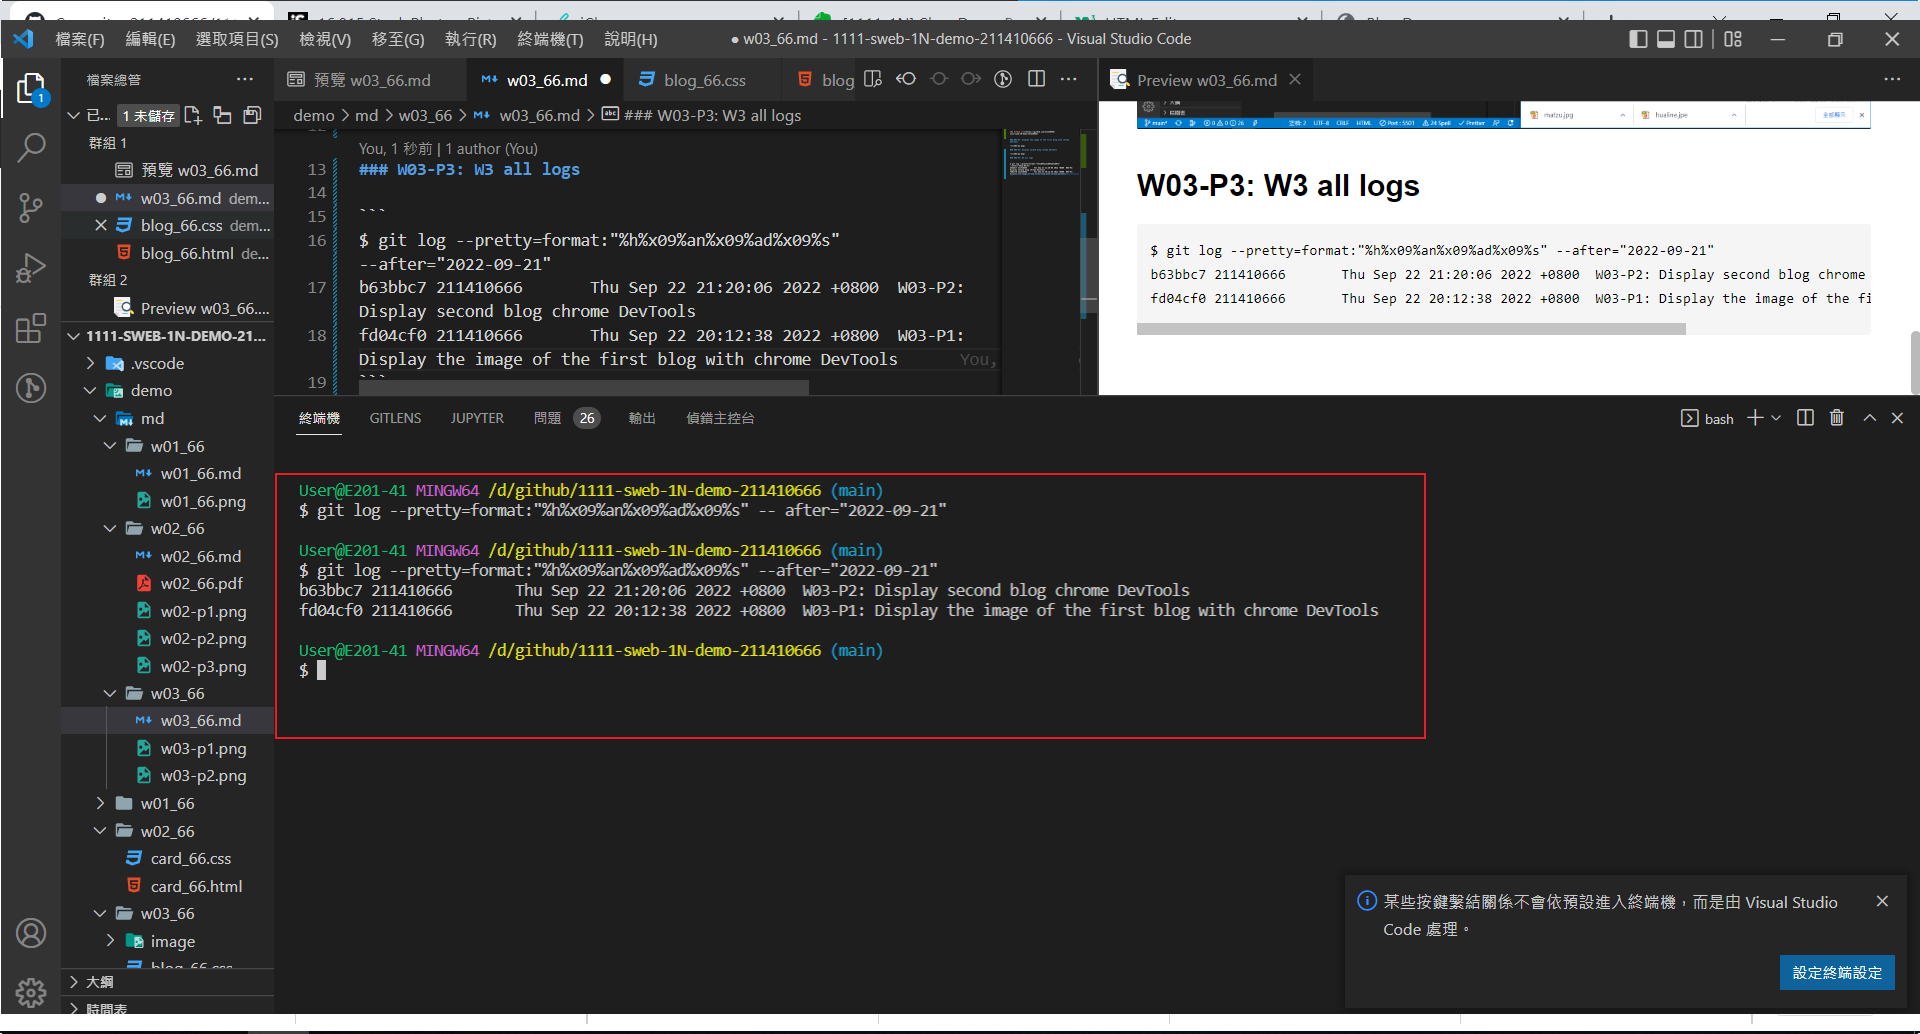 檔案(F) 編輯(E) 選取項目(S) 檢視(V) 移至(G) 執行(R) 終端機(T) 說明(H)
● w03_66.md - 1111-sweb-1N-demo-211410666 - Visual Studio Code
檔案總管
已... 1 未儲存
群組 1
預覽 w03_66.md
w03_66.md dem...
blog_66.css dem...
blog_66.html de...
群組 2
Preview w03_66....
1111-SWEB-1N-DEMO-21...
.vscode
demo
md
w01_66
w01_66.md
w01_66.png
w02_66
w02_66.md
w02_66.pdf
w02-p1.png
w02-p2.png
w02-p3.png
w03_66
w03_66.md
w03-p1.png
w03-p2.png
w01_66
w02_66
card_66.css
card_66.html
w03_66
image
blog_66.css
大綱
時間表
1
預覽 w03_66.md
w03_66.md
blog_66.css
blog
demo > md > w03_66 > w03_66.md > ### W03-P3: W3 all logs
12
You, 1 秒前 | 1 author (You)
13 ### W03-P3: W3 all logs
14
15 ```
16 $ git log --pretty=format:"%h%x09%an%x09%ad%x09%s"
--after="2022-09-21"
17 b63bbc7 211410666 Thu Sep 22 21:20:06 2022 +0800 W03-P2:
Display second blog chrome DevTools
18 fd04cf0 211410666 Thu Sep 22 20:12:38 2022 +0800 W03-P1:
Display the image of the first blog with chrome DevTools You,
19 ```
Preview w03_66.md
matzu.jpg
hualine.jpe
全部顯示
W03-P3: W3 all logs
$ git log --pretty=format:"%h%x09%an%x09%ad%x09%s" --after="2022-09-21"
b63bbc7 211410666 Thu Sep 22 21:20:06 2022 +0800 W03-P2: Display second blog chrome
fd04cf0 211410666 Thu Sep 22 20:12:38 2022 +0800 W03-P1: Display the image of the fi
終端機 GITLENS JUPYTER 問題 26 輸出 偵錯主控台
bash
User@E201-41 MINGW64 /d/github/1111-sweb-1N-demo-211410666 (main)
$ git log --pretty=format:"%h%x09%an%x09%ad%x09%s" -- after="2022-09-21"
User@E201-41 MINGW64 /d/github/1111-sweb-1N-demo-211410666 (main)
$ git log --pretty=format:"%h%x09%an%x09%ad%x09%s" --after="2022-09-21"
b63bbc7 211410666 Thu Sep 22 21:20:06 2022 +0800 W03-P2: Display second blog chrome DevTools
fd04cf0 211410666 Thu Sep 22 20:12:38 2022 +0800 W03-P1: Display the image of the first blog with chrome DevTools
User@E201-41 MINGW64 /d/github/1111-sweb-1N-demo-211410666 (main)
$
某些按鍵繫結關係不會依預設進入終端機，而是由 Visual Studio
Code 處理。
設定終端設定